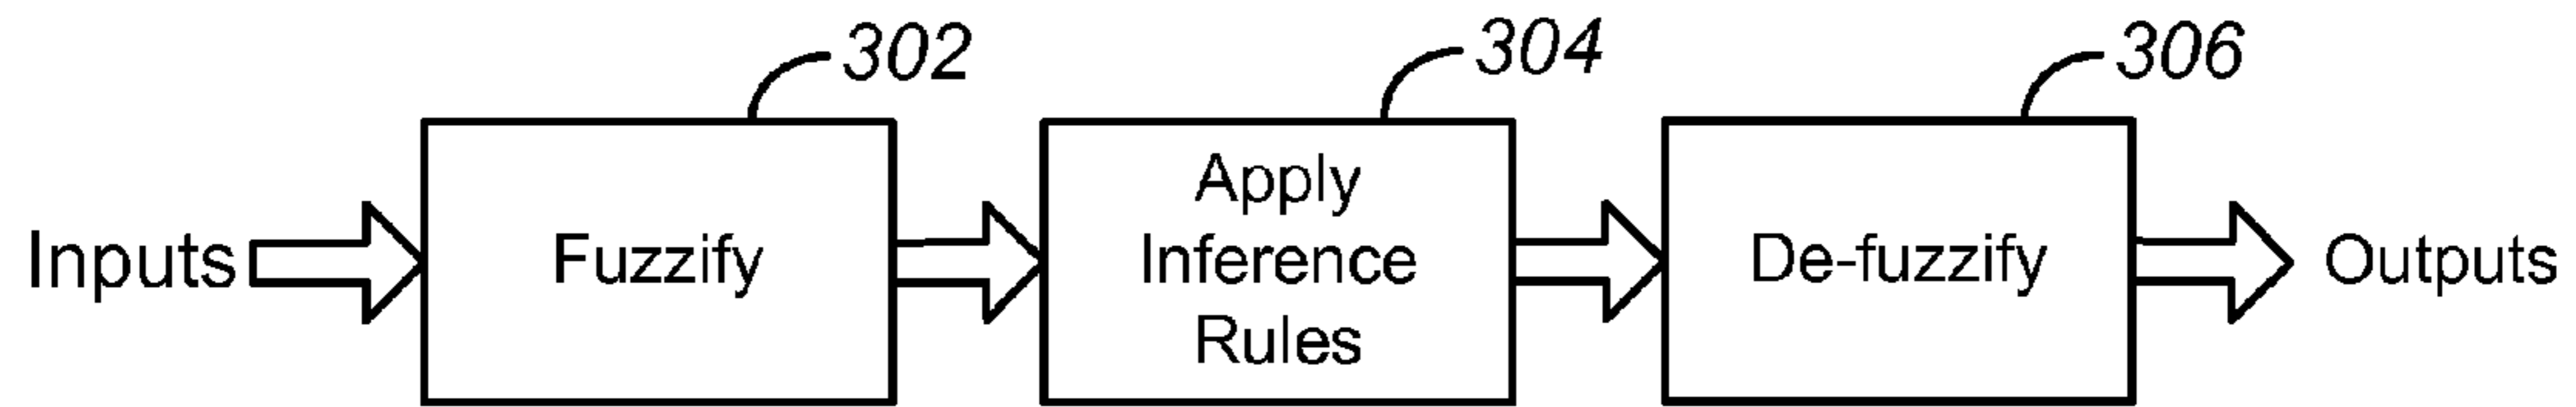 302
304
306
Inputs
Fuzzify
Apply
Inference
Rules
De-fuzzify
Outputs